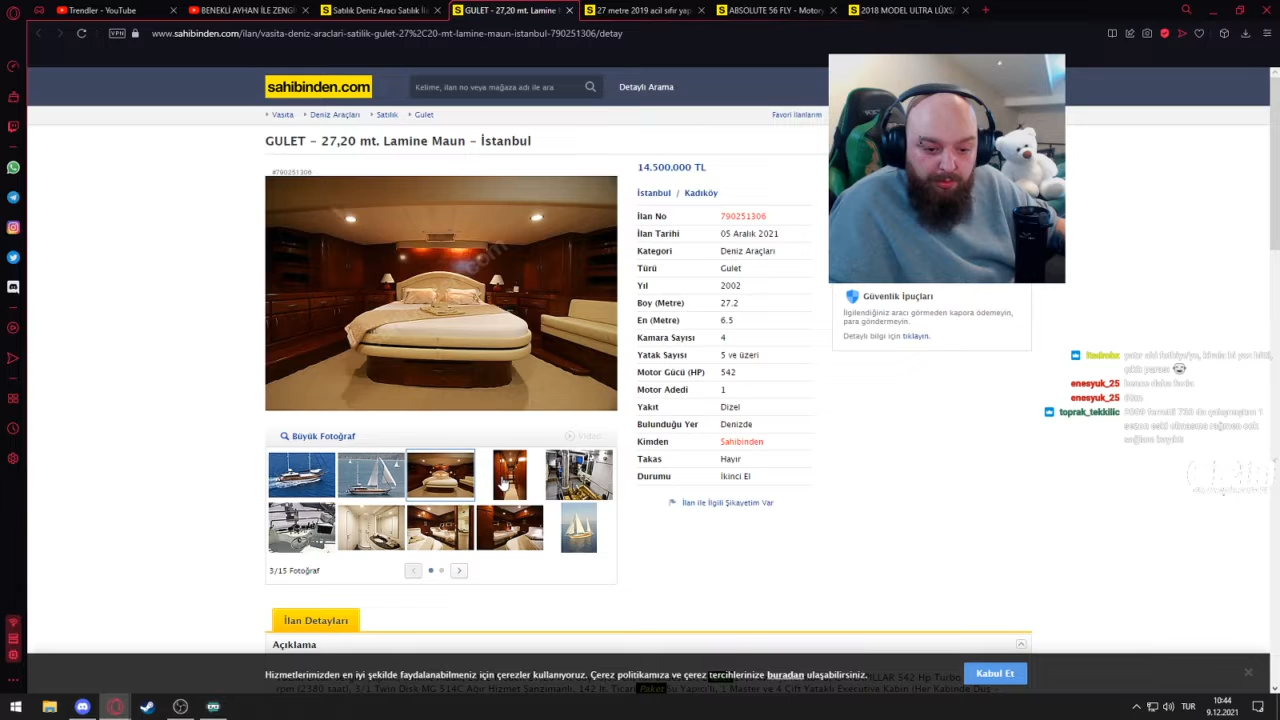 Trendler - YouTube
BENEKLİ AYHAN İLE ZENGİ
Satılık Deniz Aracı Satılık İ
GULET - 27,20 mt. Lamine
27 metre 2019 acil sıfır yap
ABSOLUTE 56 FLY - Motory
2018 MODEL ULTRA LÜX
VPN
www.sahibinden.com/ilan/vasita-deniz-araclari-satilik-gulet-27%2C20-mt-lamine-maun-istanbul-790251306/detay
sahibinden.com
Kelime, ilan no veya mağaza adı ile ara
Detaylı Arama
Vasıta
Deniz Araçları
Satılık
Gulet
Favori İlanlarım
GULET - 27,20 mt. Lamine Maun - İstanbul
#790251306
14.500.000 TL
İstanbul / Kadıköy
İlan No 790251306
İlan Tarihi 05 Aralık 2021
Kategori Deniz Araçları
Türü Gulet
Yıl 2002
Boy (Metre) 27.2
En (Metre) 6.5
Kamara Sayısı 4
Yatak Sayısı 5 ve üzeri
Motor Gücü (HP) 542
Motor Adedi 1
Yakıt Dizel
Bulunduğu Yer Denizde
Kimden Sahibinden
Takas Hayır
Durumu İkinci El
İlan ile İlgili Şikayetim Var
Güvenlik İpuçları
İlgilendiğiniz aracı görmeden kapora ödemeyin,
para göndermeyin.
Detaylı bilgi için tıklayın.
enesyuk_25
enesyuk_25
toprak_tekkilic
Büyük Fotoğraf
Video
3/15 Fotoğraf
İlan Detayları
Açıklama
Hizmetlerimizden en iyi şekilde faydalanabilmeniz için çerezler kullanıyoruz. Çerez politikamıza ve çerez tercihlerinize buradan ulaşabilirsiniz.
Kabul Et
TUR
10:44
9.12.2021